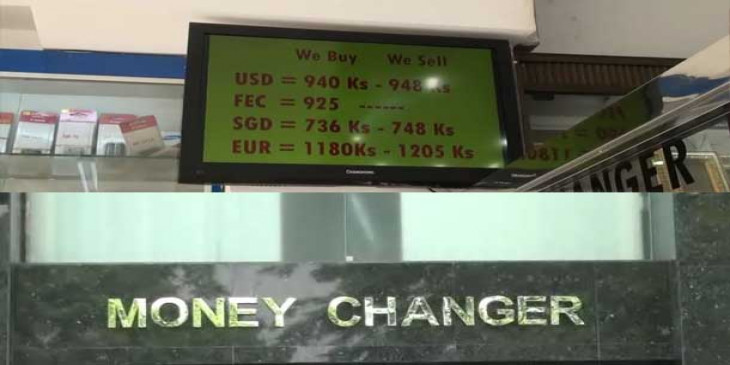 We Buy We Sell
USD = 940 Ks - 948 Ks
FEC = 925 ------
SGD = 736 Ks - 748 Ks
EUR = 1180Ks - 1205 Ks
ANGER
MONEY CHANGER